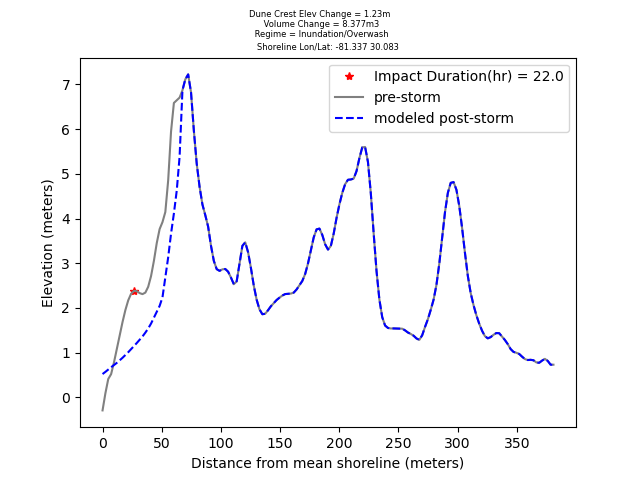 Dune Crest Elev Change = 1.23m
Volume Change = 8.377m3
Regime = Inundation/Overwash
Shoreline Lon/Lat: -81.337 30.083
Impact Duration(hr) = 22.0
pre-storm
modeled post-storm
7
6
5
4
3
2
1
0
Elevation (meters)
0 50 100 150 200 250 300 350
Distance from mean shoreline (meters)